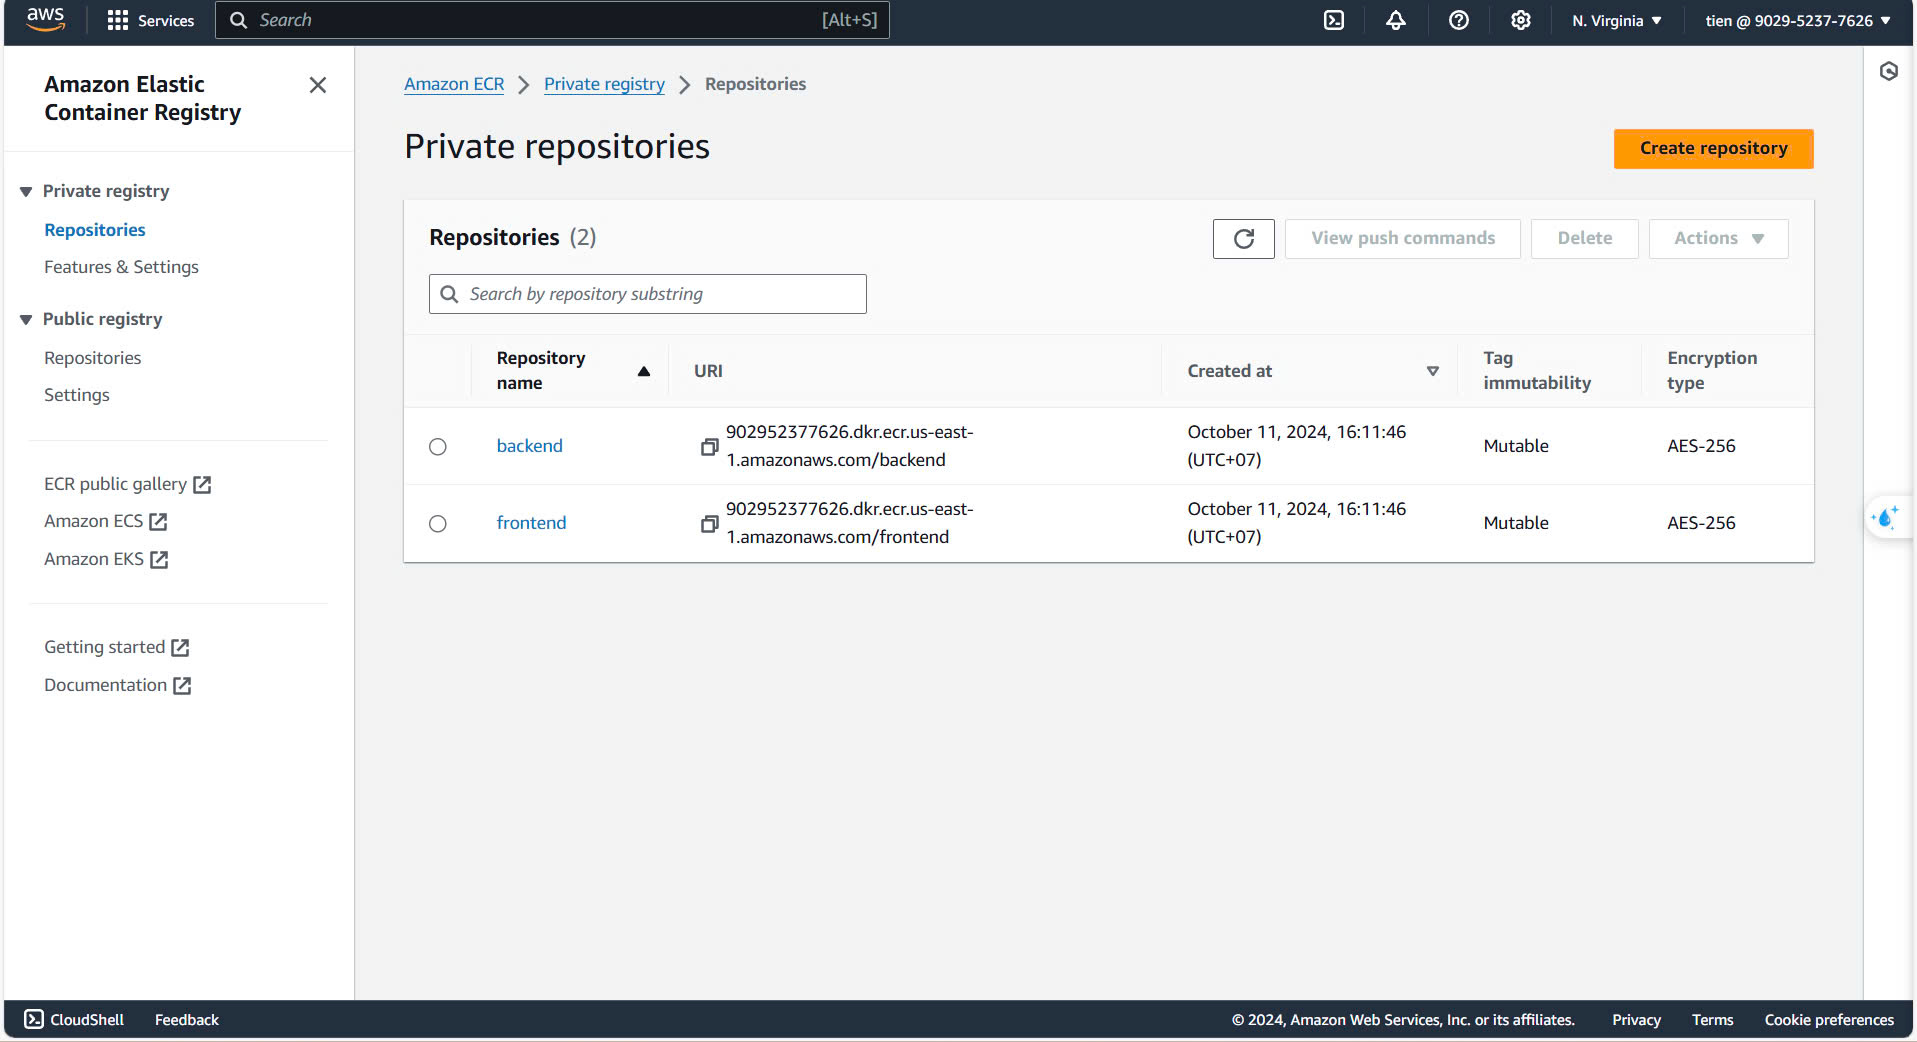 aws
Services
Search
[Alt+S]
N. Virginia
tien @ 9029-5237-7626
Amazon Elastic
Container Registry
Private registry
Repositories
Features & Settings
Public registry
Repositories
Settings
ECR public gallery
Amazon ECS
Amazon EKS
Getting started
Documentation
Amazon ECR
Private registry
Repositories
Private repositories
Create repository
Repositories (2)
View push commands
Delete
Actions
Search by repository substring
Repository
name
URI
Created at
Tag
immutability
Encryption
type
backend
902952377626.dkr.ecr.us-east-
1.amazonaws.com/backend
October 11, 2024, 16:11:46
(UTC+07)
Mutable
AES-256
frontend
902952377626.dkr.ecr.us-east-
1.amazonaws.com/frontend
October 11, 2024, 16:11:46
(UTC+07)
Mutable
AES-256
CloudShell
Feedback
© 2024, Amazon Web Services, Inc. or its affiliates.
Privacy
Terms
Cookie preferences